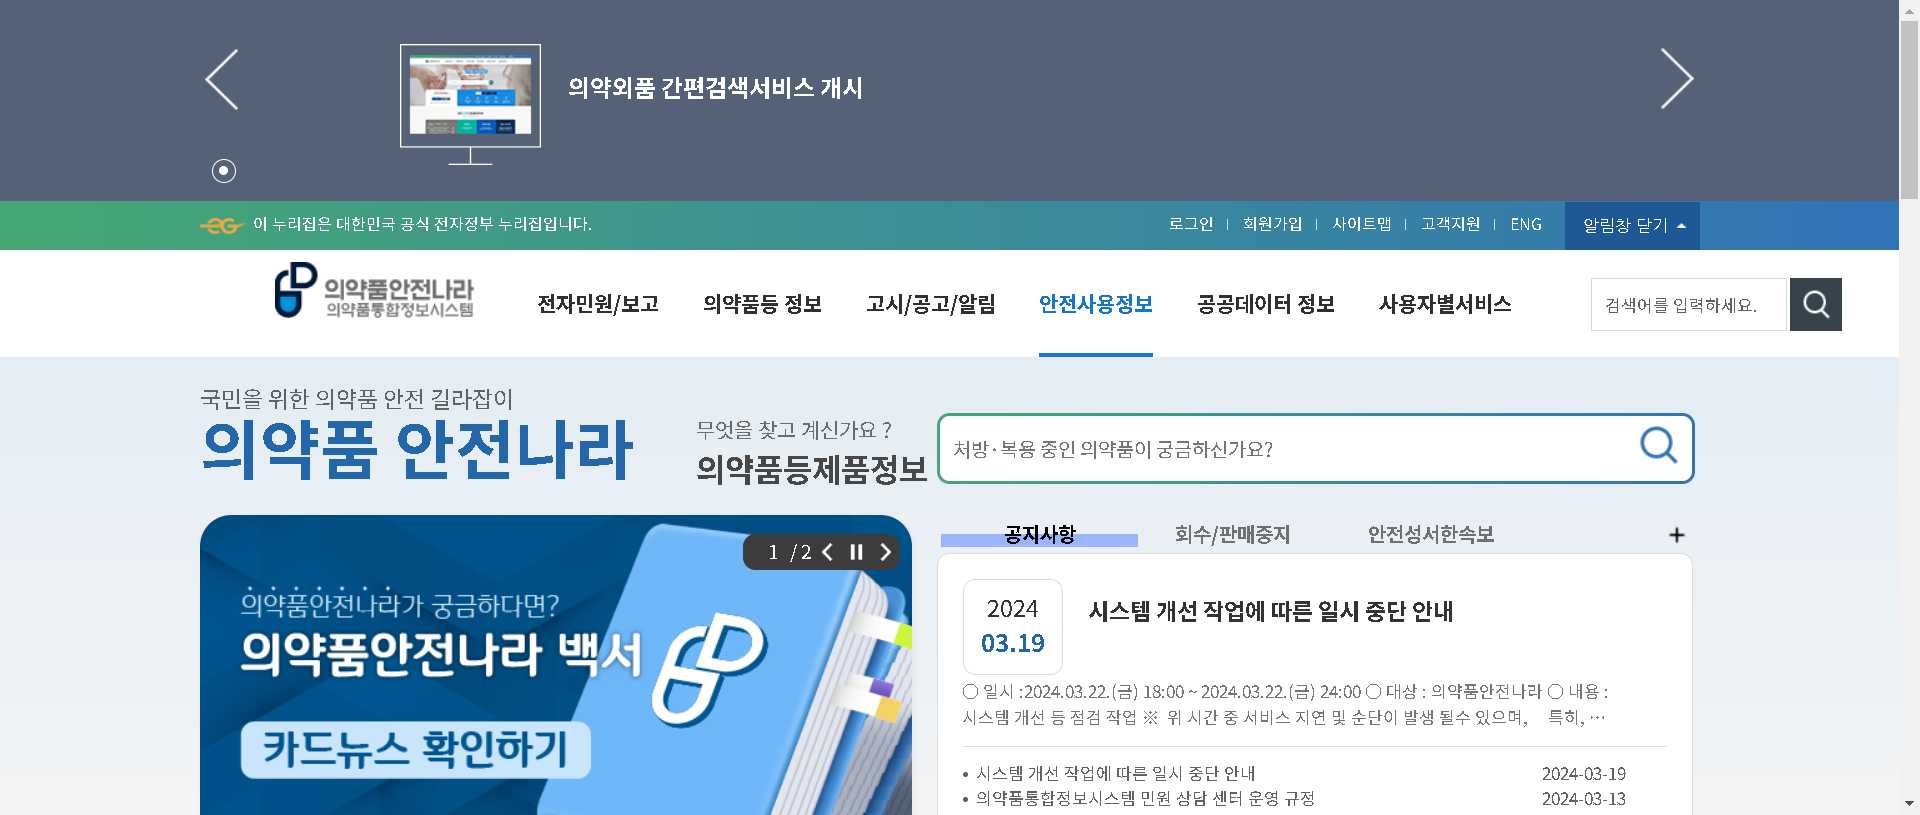 의약외품 간편검색서비스 개시
이 누리집은 대한민국 공식 전자정부 누리집입니다.
로그인 회원가입 사이트맵 고객지원 ENG 알림창 닫기
의약품안전나라
의약품통합정보시스템
전자민원/보고 의약품등 정보 고시/공고/알림 안전사용정보 공공데이터 정보 사용자별서비스
검색어를 입력하세요.
국민을 위한 의약품 안전 길라잡이
의약품 안전나라
무엇을 찾고 계신가요 ?
의약품등제품정보
처방·복용 중인 의약품이 궁금하신가요?
1 / 2
의약품안전나라가 궁금하다면?
의약품안전나라 백서
카드뉴스 확인하기
공지사항 회수/판매중지 안전성서한속보 +
2024
03.19
시스템 개선 작업에 따른 일시 중단 안내
○ 일시 :2024.03.22.(금) 18:00 ~ 2024.03.22.(금) 24:00 ○ 대상 : 의약품안전나라 ○ 내용 :
시스템 개선 등 점검 작업 ※ 위 시간 중 서비스 지연 및 순단이 발생 될수 있으며, 특히, …
• 시스템 개선 작업에 따른 일시 중단 안내 2024-03-19
• 의약품통합정보시스템 민원 상담 센터 운영 규정 2024-03-13